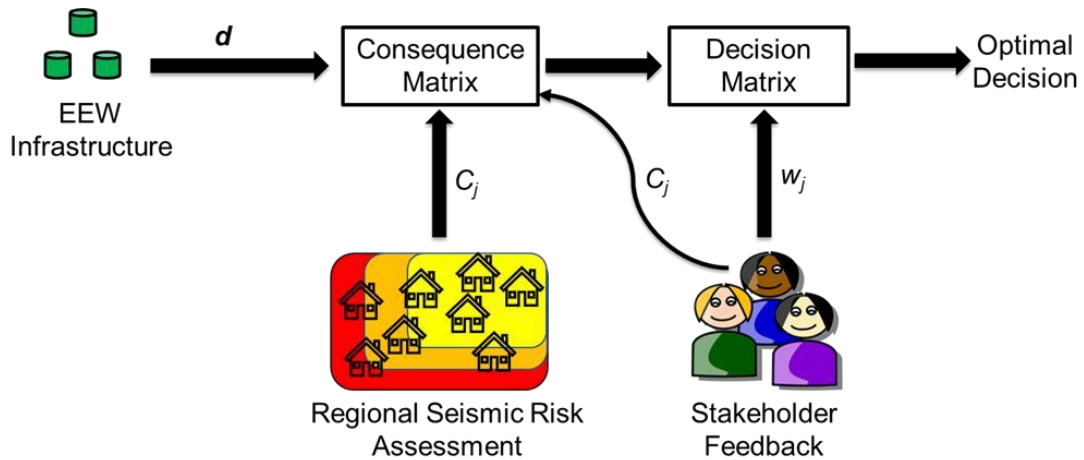 d
Consequence
Matrix
Decision
Matrix
Optimal
Decision
EEW
Infrastructure
Cj
Cj
wj
Regional Seismic Risk
Assessment
Stakeholder
Feedback